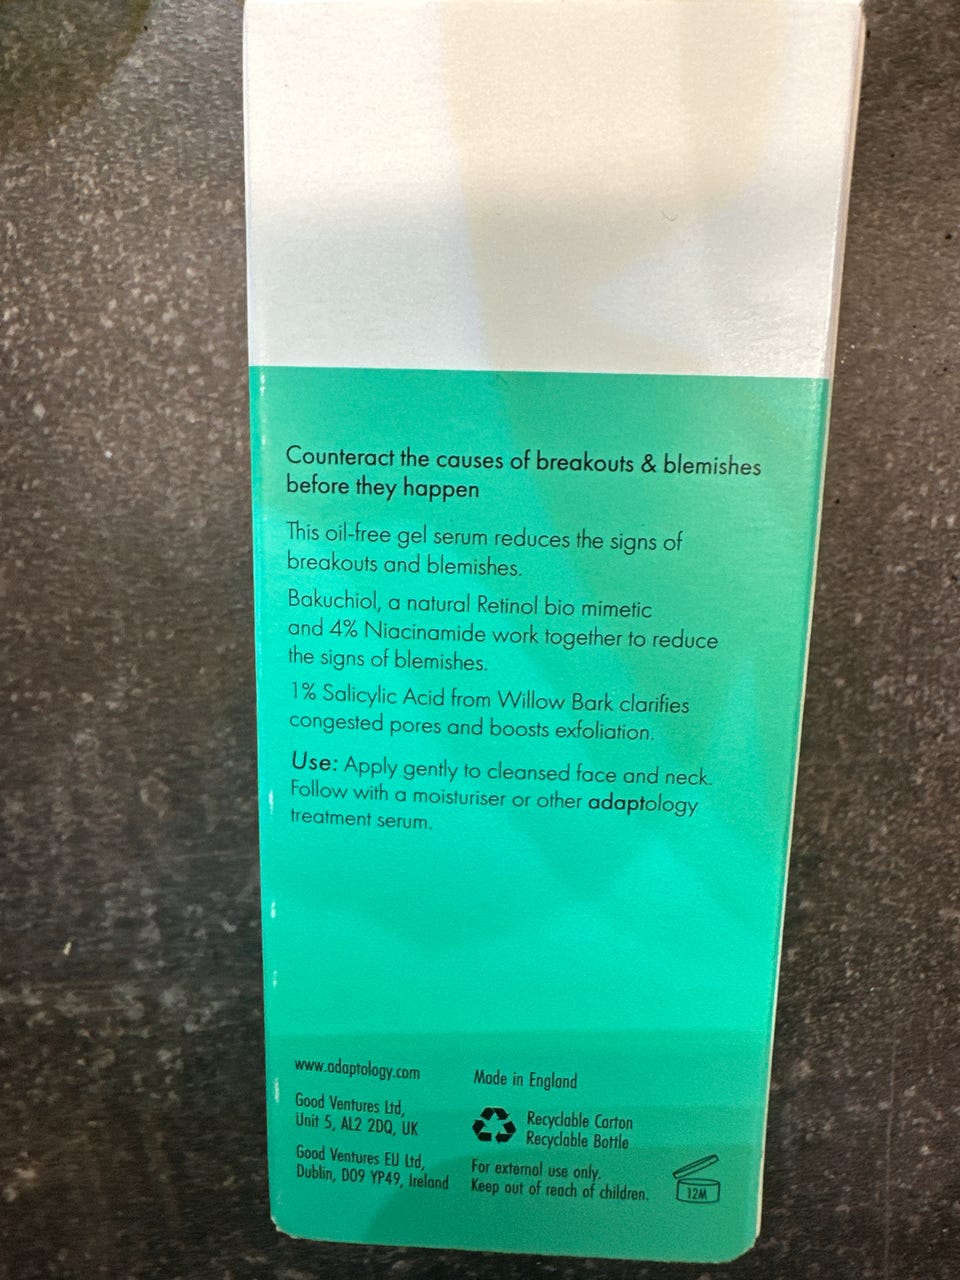 Counteract the causes of breakouts & blemishes
before they happen
This oil-free gel serum reduces the signs of
breakouts and blemishes.
Bakuchiol, a natural Retinol bio mimetic
and 4% Niacinamide work together to reduce
the signs of blemishes.
1% Salicylic Acid from Willow Bark clarifies
congested pores and boosts exfoliation.
Use: Apply gently to cleansed face and neck.
Follow with a moisturiser or other adaptology
treatment serum.
www.adaptology.com
Good Ventures Ltd,
Unit 5, AL2 2DQ, UK
Good Ventures EU Ltd,
Dublin, D09 YP49, Ireland
Made in England
Recyclable Carton
Recyclable Bottle
For external use only.
Keep out of reach of children.
12M